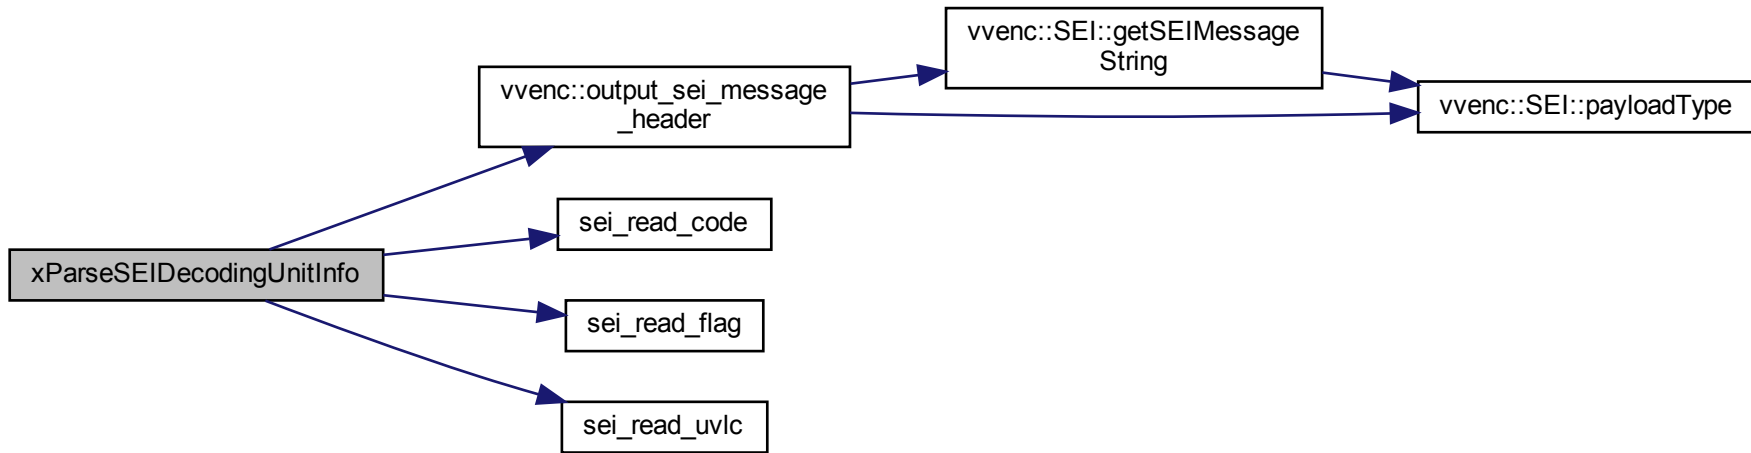 vvenc::SEI::getSEIMessage
String
vvenc::output_sei_message
_header
vvenc::SEI::payloadType
sei_read_code
xParseSEIDecodingUnitInfo
sei_read_flag
sei_read_uvlc